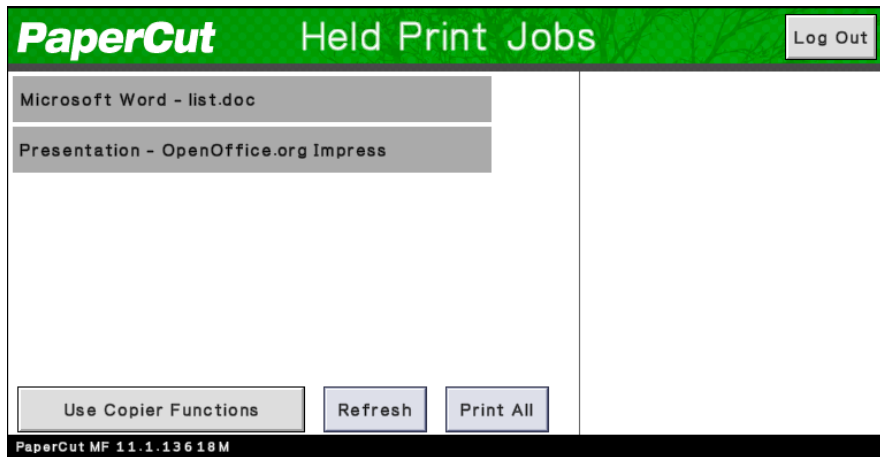 PaperCut Held Print Jobs Log Out
Microsoft Word - list.doc
Presentation - OpenOffice.org Impress
Use Copier Functions Refresh Print All
PaperCut MF 11.1.13618M